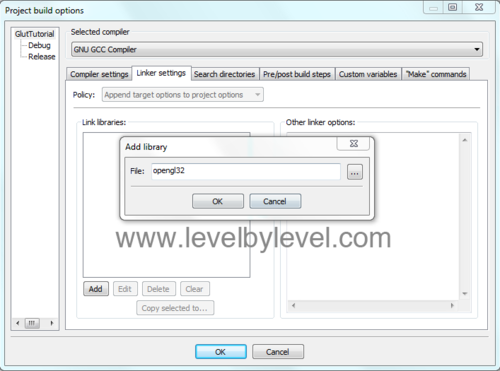 Project build options
GlutTutorial
Debug
Release
Selected compiler
GNU GCC Compiler
Compiler settings
Linker settings
Search directories
Pre/post build steps
Custom variables
"Make" commands
Policy:
Append target options to project options
Link libraries:
Other linker options:
Add library
File:
opengl32
...
OK
Cancel
www.levelbylevel.com
Add
Edit
Delete
Clear
Copy selected to...
OK
Cancel